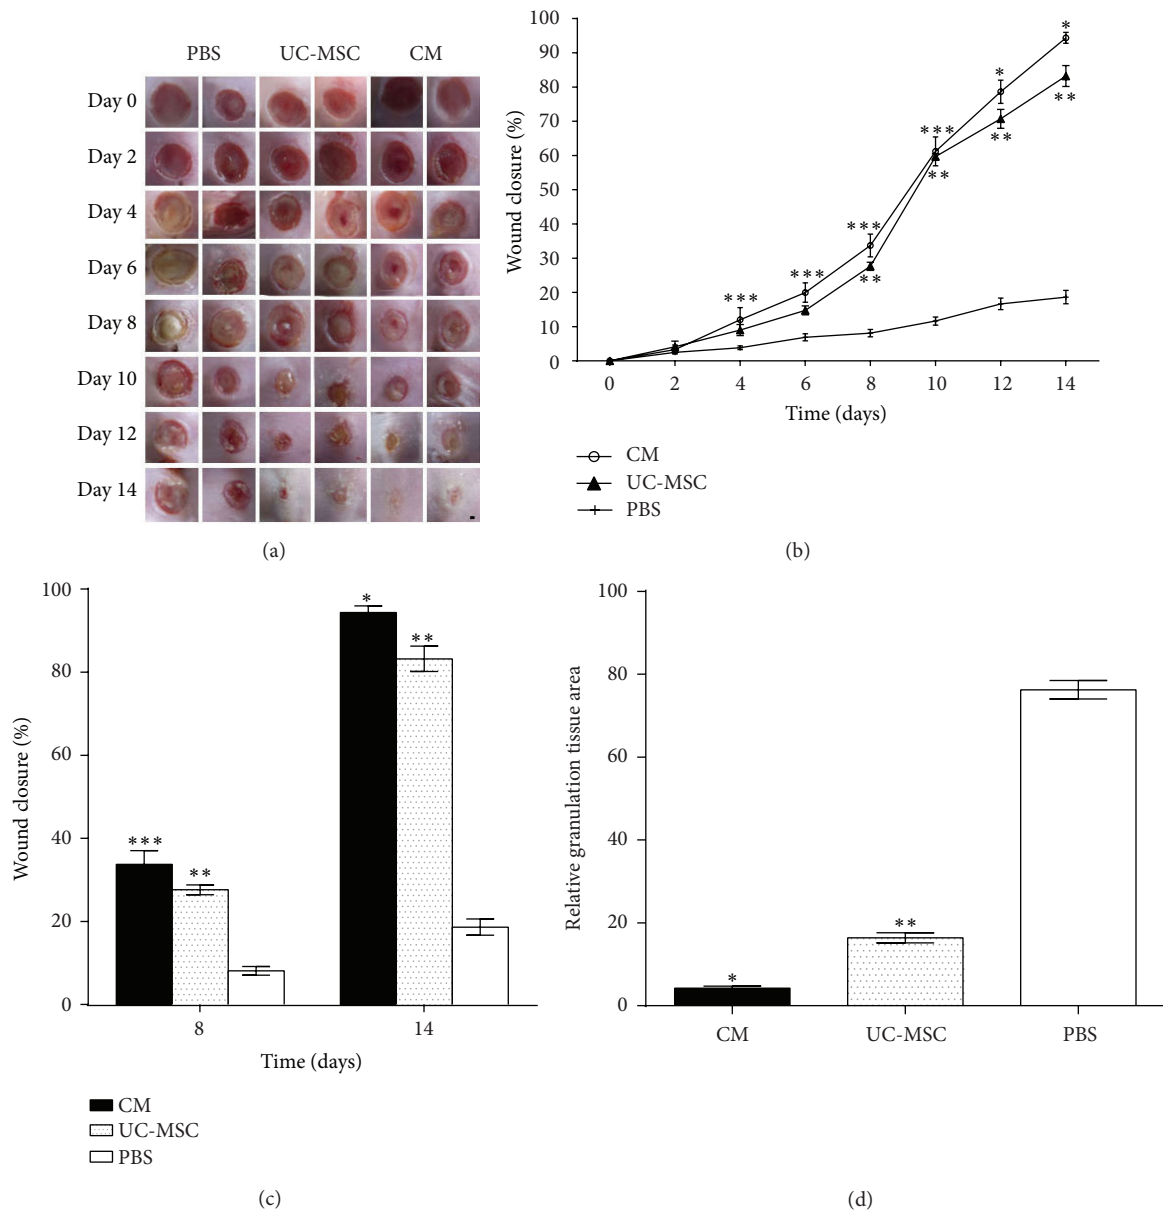 PBS UC-MSC CM
Day 0
Day 2
Day 4
Day 6
Day 8
Day 10
Day 12
Day 14
(a)
Wound closure (%)
100
90
80
70
60
50
40
30
20
10
0
* 
*
***
***
***
***
**
**
**
**
0 2 4 6 8 10 12 14
Time (days)
CM
UC-MSC
PBS
(b)
Wound closure (%)
100
80
60
40
20
0
***
**
*
**
8 14
Time (days)
CM
UC-MSC
PBS
(c)
Relative granulation tissue area
100
80
60
40
20
0
*
**
CM UC-MSC PBS
(d)